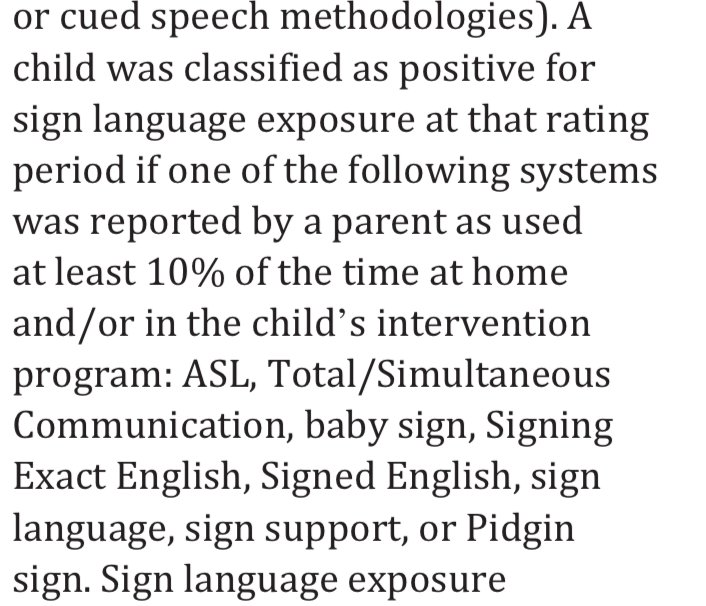 or cued speech methodologies). A
child was classified as positive for
sign language exposure at that rating
period if one of the following systems
was reported by a parent as used
at least 10% of the time at home
and/or in the child’s intervention
program: ASL, Total/Simultaneous
Communication, baby sign, Signing
Exact English, Signed English, sign
language, sign support, or Pidgin
sign. Sign language exposure